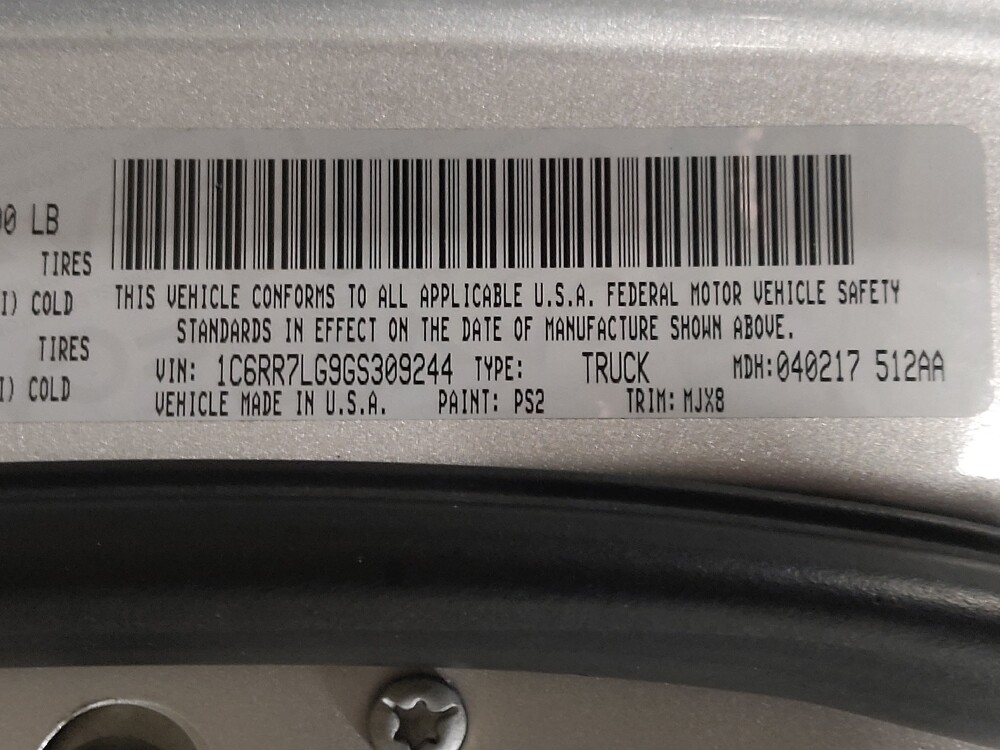 00 LB
TIRES
I) COLD
TIRES
I) COLD
THIS VEHICLE CONFORMS TO ALL APPLICABLE U.S.A. FEDERAL MOTOR VEHICLE SAFETY
STANDARDS IN EFFECT ON THE DATE OF MANUFACTURE SHOWN ABOVE.
VIN: 1C6RR7LG9GS309244 TYPE: TRUCK MDH:040217 512AA
VEHICLE MADE IN U.S.A. PAINT: PS2 TRIM: MJX8